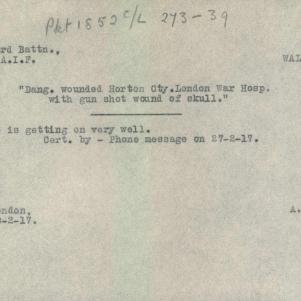 Pkt 1852 c/L 273-39
rd Battn.,
A.I.F.
WAL
"Dang. wounded Horton Cty.London War Hosp.
with gun shot wound of skull."
is getting on very well.
Cert. by - Phone message on 27-2-17.
ndon,
-2-17.
A.